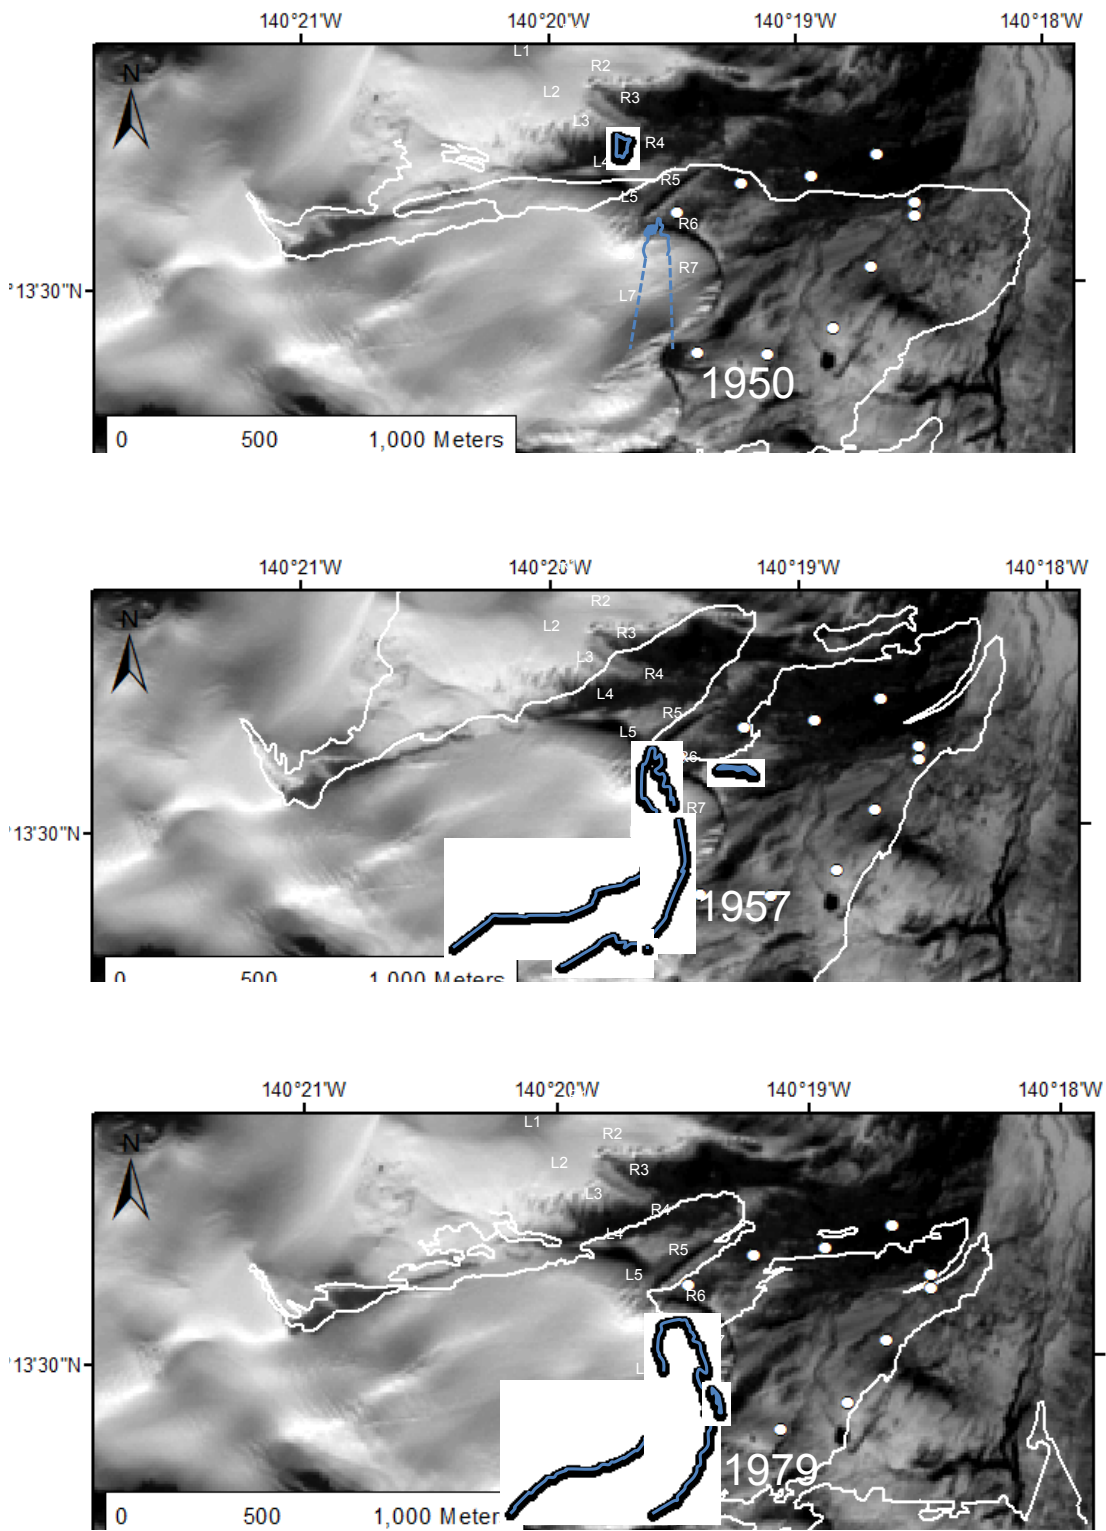 140°21'W 140°20'W 140°19'W 140°18'W
L1
N R2
L2 R3
L3
R4
L4
R5
L5
R6
R7
°13'30"N
L7
1950
0 500 1,000 Meters
140°21'W 140°20'W 140°19'W 140°18'W
N R2
L2 R3
L3
R4
L4
R5
L5
R6
R7
'13'30"N
1957
0 500 1,000 Meters
140°21'W 140°20'W 140°19'W 140°18'W
L1
N R2
L2 R3
L3
R4
L4
R5
L5
R6
'13'30"N L
1979
0 500 1,000 Meter